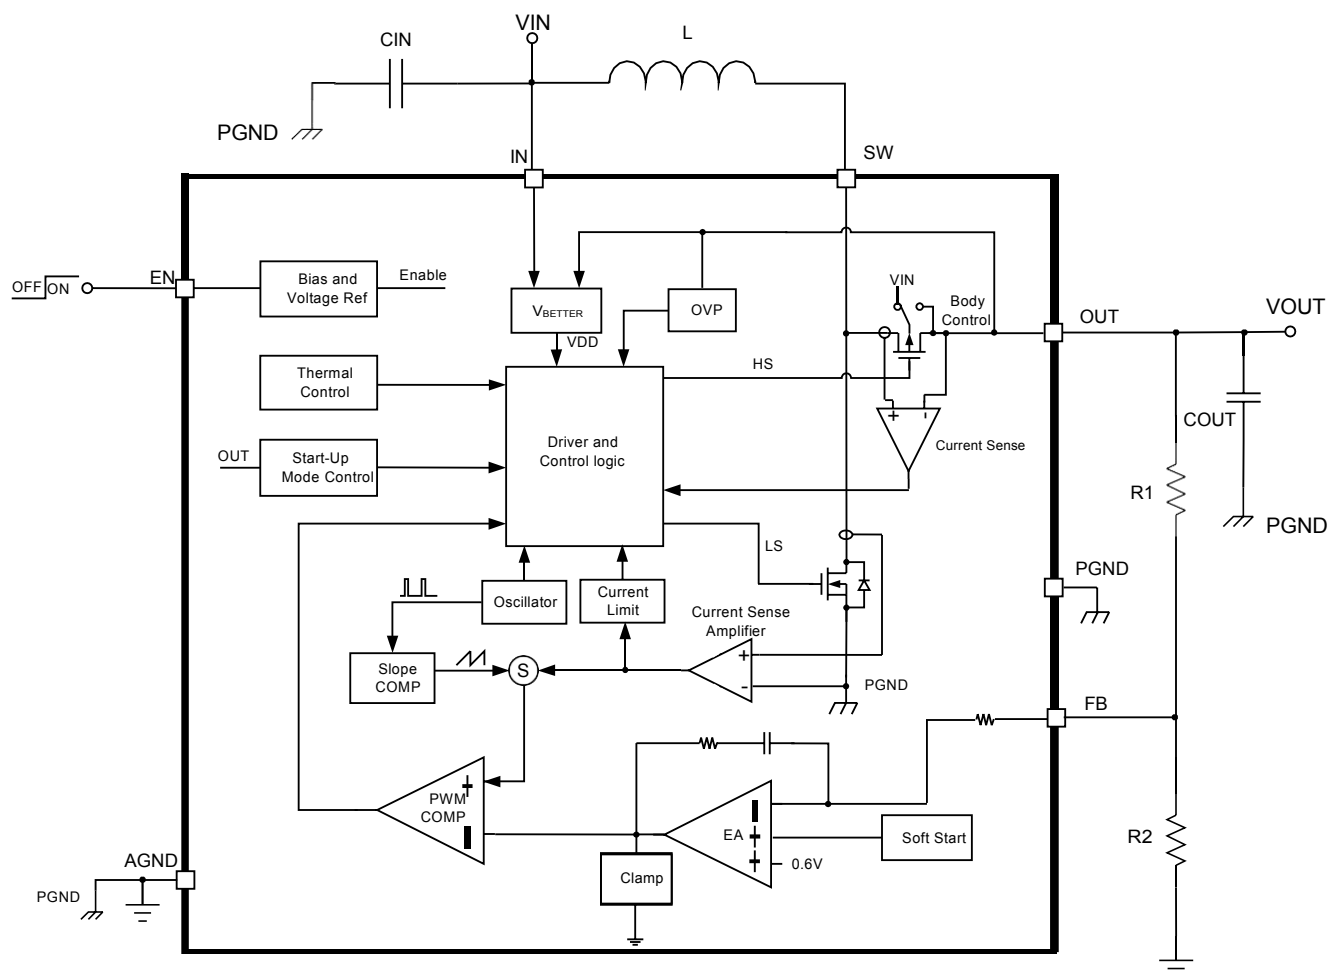 VIN
CIN
L
PGND
IN
SW
EN
OFF
ON
Bias and
Voltage Ref
Enable
VBETTER
VDD
OVP
VIN
Body
Control
OUT
VOUT
Thermal
Control
HS
Driver and
Control logic
+
-
Current Sense
COUT
OUT
Start-Up
Mode Control
R1
PGND
LS
PGND
Oscillator
Current
Limit
Current Sense
Amplifier
+
-
Slope
COMP
S
PGND
FB
PWM
COMP
+
EA
+
+
0.6V
Soft Start
R2
AGND
PGND
Clamp